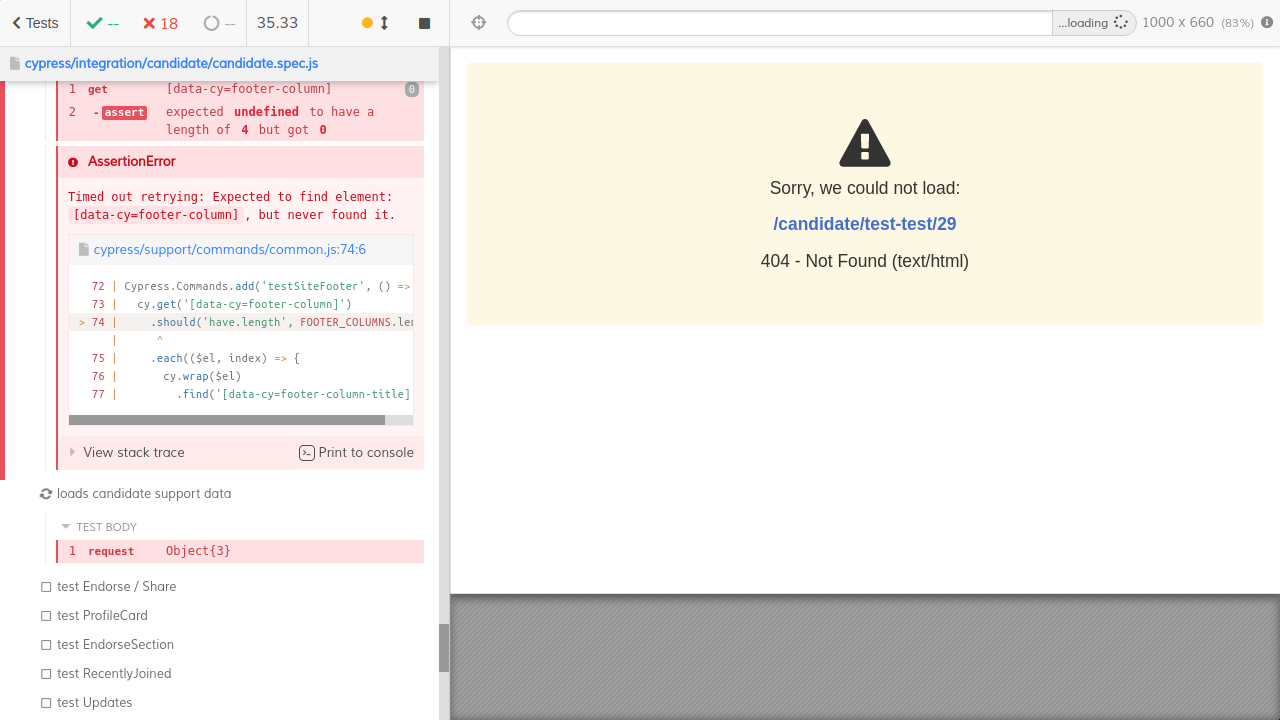 Tests
--
18
--
35.33
...loading
1000 x 660 (83%)
cypress/integration/candidate/candidate.spec.js
1 get [data-cy=footer-column] 0
2 -assert expected undefined to have a
length of 4 but got 0
AssertionError
Timed out retrying: Expected to find element:
[data-cy=footer-column], but never found it.
cypress/support/commands/common.js:74:6
72 | Cypress.Commands.add('testSiteFooter', () =>
73 | cy.get('[data-cy=footer-column]')
> 74 | .should('have.length', FOOTER_COLUMNS.len
| ^
75 | .each(($el, index) => {
76 | cy.wrap($el)
77 | .find('[data-cy=footer-column-title]
View stack trace
Print to console
loads candidate support data
TEST BODY
1 request Object{3}
test Endorse / Share
test ProfileCard
test EndorseSection
test RecentlyJoined
test Updates
Sorry, we could not load:
/candidate/test-test/29
404 - Not Found (text/html)